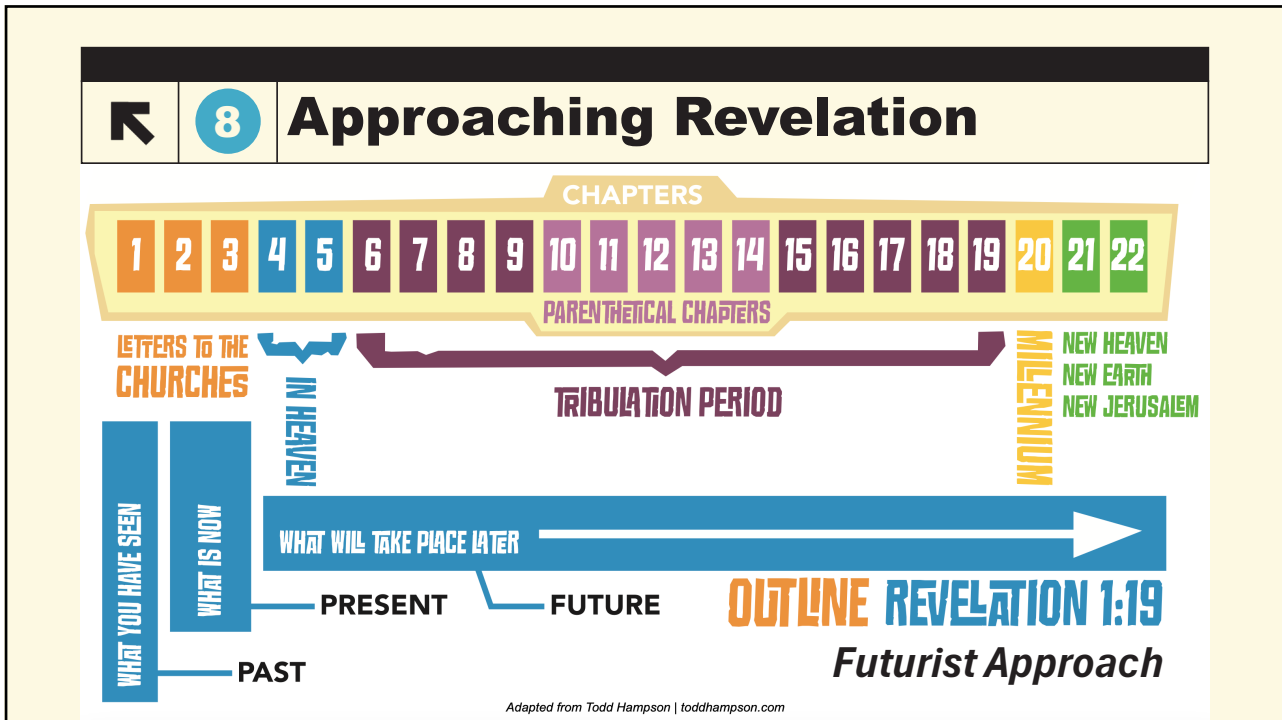 8 Approaching Revelation
CHAPTERS
1 2 3 4 5 6 7 8 9 10 11 12 13 14 15 16 17 18 19 20 21 22
PARENTHETICAL CHAPTERS
LETTERS TO THE
CHURCHES
IN HEAVEN
TRIBULATION PERIOD
MILLENNIUM
NEW HEAVEN
NEW EARTH
NEW JERUSALEM
WHAT YOU HAVE SEEN
WHAT IS NOW
WHAT WILL TAKE PLACE LATER
PRESENT
FUTURE
PAST
OUTLINE REVELATION 1:19
Futurist Approach
Adapted from Todd Hampson | toddhampson.com